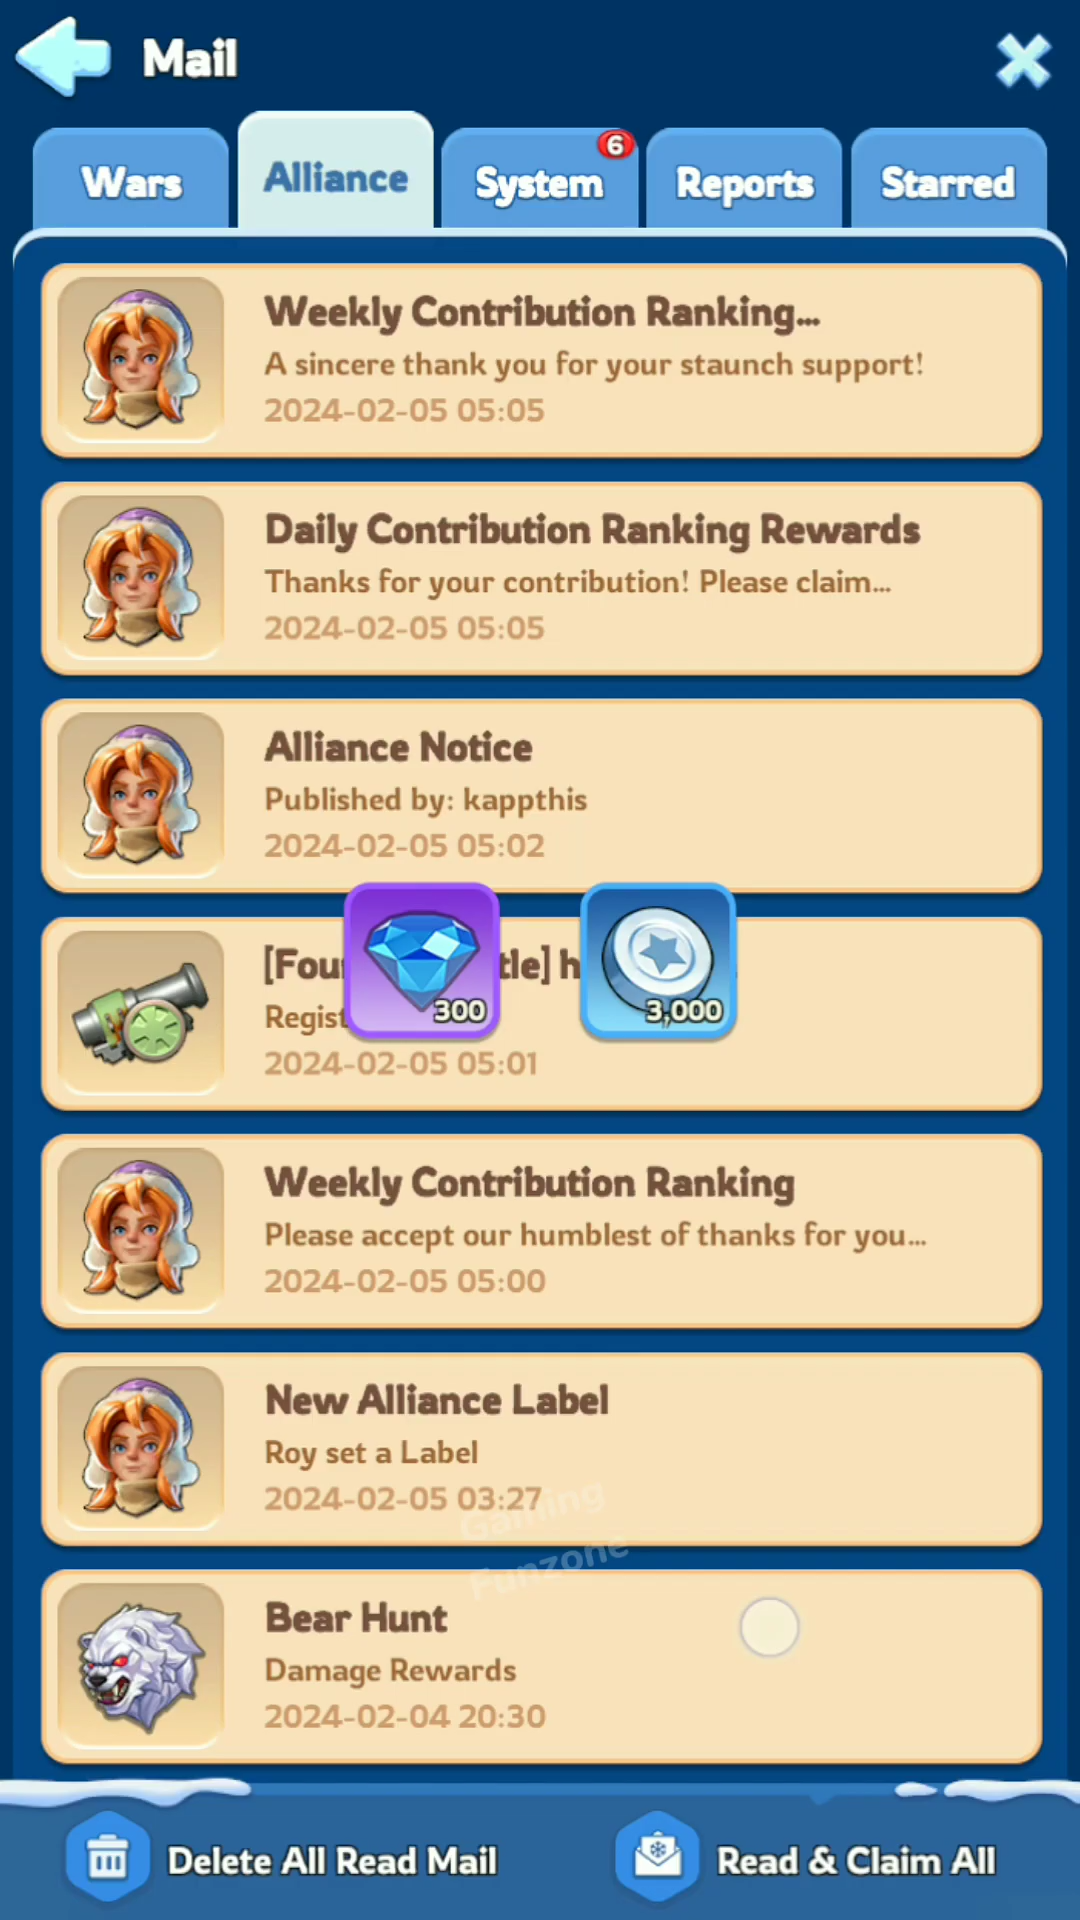 Mail
Wars
Alliance
System
6
Reports
Starred
Weekly Contribution Ranking...
A sincere thank you for your staunch support!
2024-02-05 05:05
Daily Contribution Ranking Rewards
Thanks for your contribution! Please claim...
2024-02-05 05:05
Alliance Notice
Published by: kappthis
2024-02-05 05:02
300
3,000
2024-02-05 05:01
Weekly Contribution Ranking
Please accept our humblest of thanks for you...
2024-02-05 05:00
New Alliance Label
Roy set a Label
2024-02-05 03:27
Gaming
Funzone
Bear Hunt
Damage Rewards
2024-02-04 20:30
Delete All Read Mail
Read & Claim All